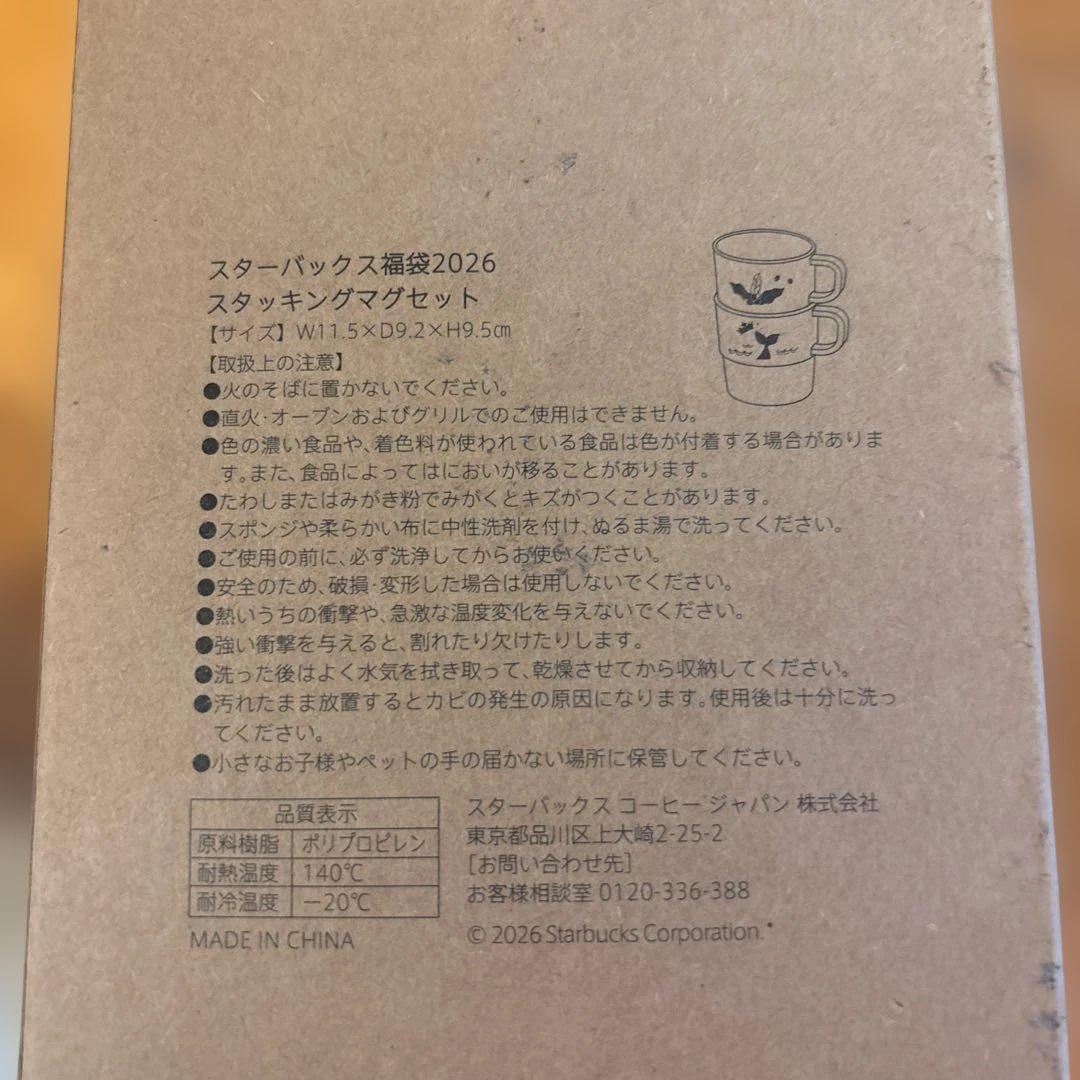 スターバックス福袋2026
スタッキングマグセット
【サイズ】W11.5×D9.2×H9.5㎝
【取扱上の注意】
●火のそばに置かないでください。
●直火・オーブンおよびグリルでのご使用はできません。
●色の濃い食品や、着色料が使われている食品は色が付着する場合がありま
す。また、食品によってはにおいが移ることがあります。
●たわしまたはみがき粉でみがくとキズがつくことがあります。
●スポンジや柔らかい布に中性洗剤を付け、ぬるま湯で洗ってください。
●ご使用の前に、必ず洗浄してからお使いください。
●安全のため、破損・変形した場合は使用しないでください。
●熱いうちの衝撃や、急激な温度変化を与えないでください。
●強い衝撃を与えると、割れたり欠けたりします。
●洗った後はよく水気を拭き取って、乾燥させてから収納してください。
●汚れたまま放置するとカビの発生の原因になります。使用後は十分に洗っ
てください。
●小さなお子様やペットの手の届かない場所に保管してください。
品質表示
原料樹脂 ポリプロピレン
耐熱温度 140℃
耐冷温度 －20℃
MADE IN CHINA
スターバックス コーヒー ジャパン 株式会社
東京都品川区上大崎2-25-2
［お問い合わせ先］
お客様相談室 0120-336-388
© 2026 Starbucks Corporation.